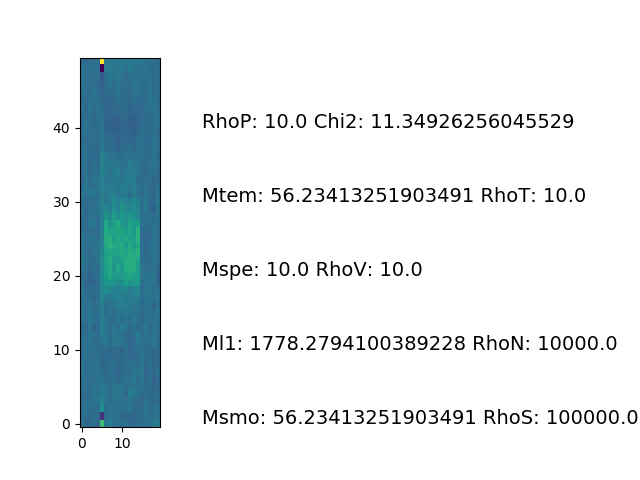 RhoP: 10.0 Chi2: 11.34926256045529
40
Mtem: 56.23413251903491 RhoT: 10.0
30
Mspe: 10.0 RhoV: 10.0
20
Ml1: 1778.2794100389228 RhoN: 10000.0
10
Msmo: 56.23413251903491 RhoS: 100000.0
0
0 10